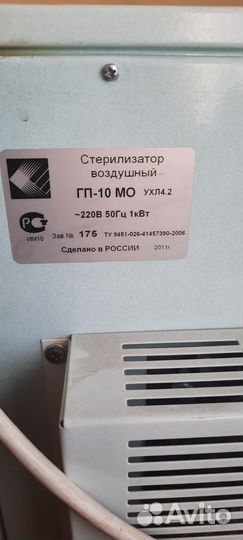 Стерилизатор
воздушный
ГП-10 МО УХЛ4.2
~220В 50Гц 1кВт
ИМ10
Зав № 175 ТУ 9451-026-41457390-2006
Сделано в РОССИИ 2011г.
Avito